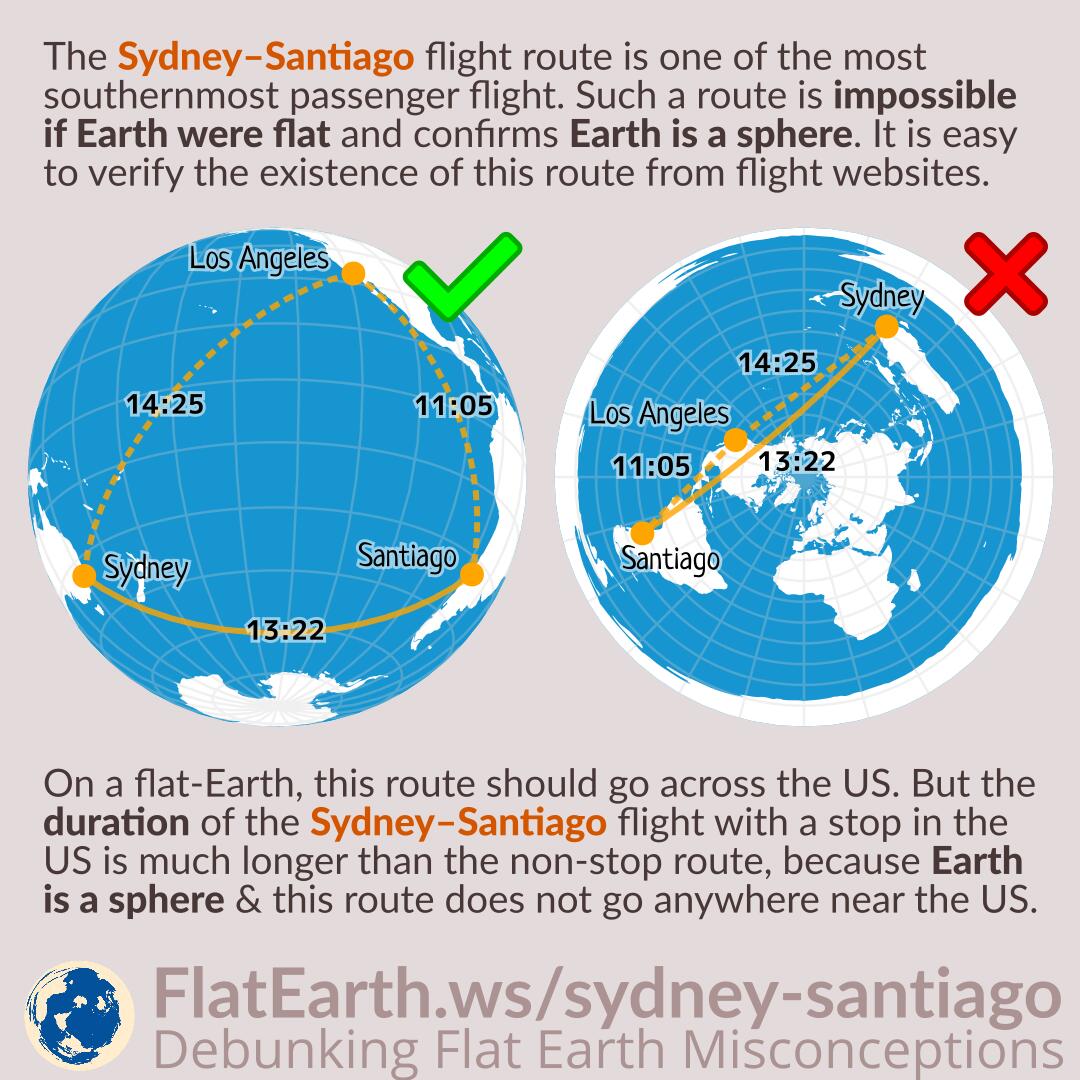 The Sydney–Santiago flight route is one of the most
southernmost passenger flight. Such a route is impossible
if Earth were flat and confirms Earth is a sphere. It is easy
to verify the existence of this route from flight websites.
Los Angeles
14:25
11:05
Sydney
Santiago
13:22
Sydney
14:25
Los Angeles
11:05
13:22
Santiago
On a flat-Earth, this route should go across the US. But the
duration of the Sydney–Santiago flight with a stop in the
US is much longer than the non-stop route, because Earth
is a sphere & this route does not go anywhere near the US.
FlatEarth.ws/sydney-santiago
Debunking Flat Earth Misconceptions